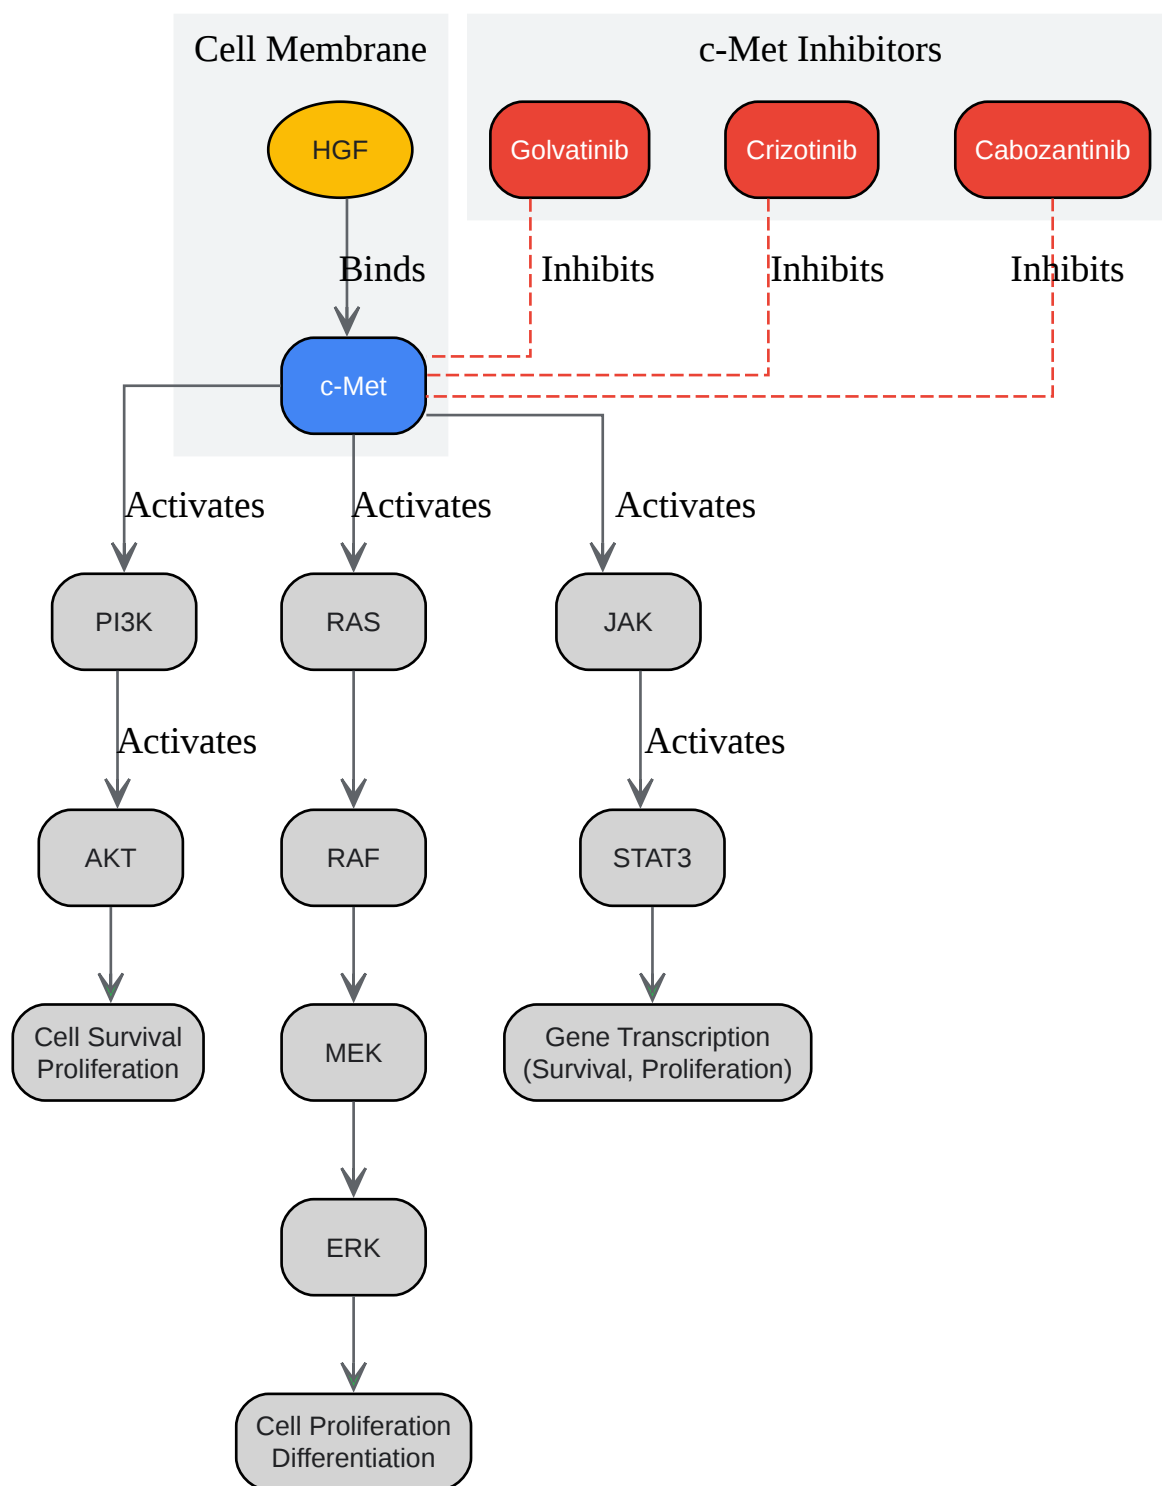 Cell Membrane
c-Met Inhibitors
HGF
Golvatinib
Crizotinib
Cabozantinib
Binds
Inhibits
Inhibits
Inhibits
c-Met
Activates
Activates
Activates
PI3K
RAS
JAK
Activates
Activates
AKT
RAF
STAT3
Cell Survival
Proliferation
MEK
Gene Transcription
(Survival, Proliferation)
ERK
Cell Proliferation
Differentiation